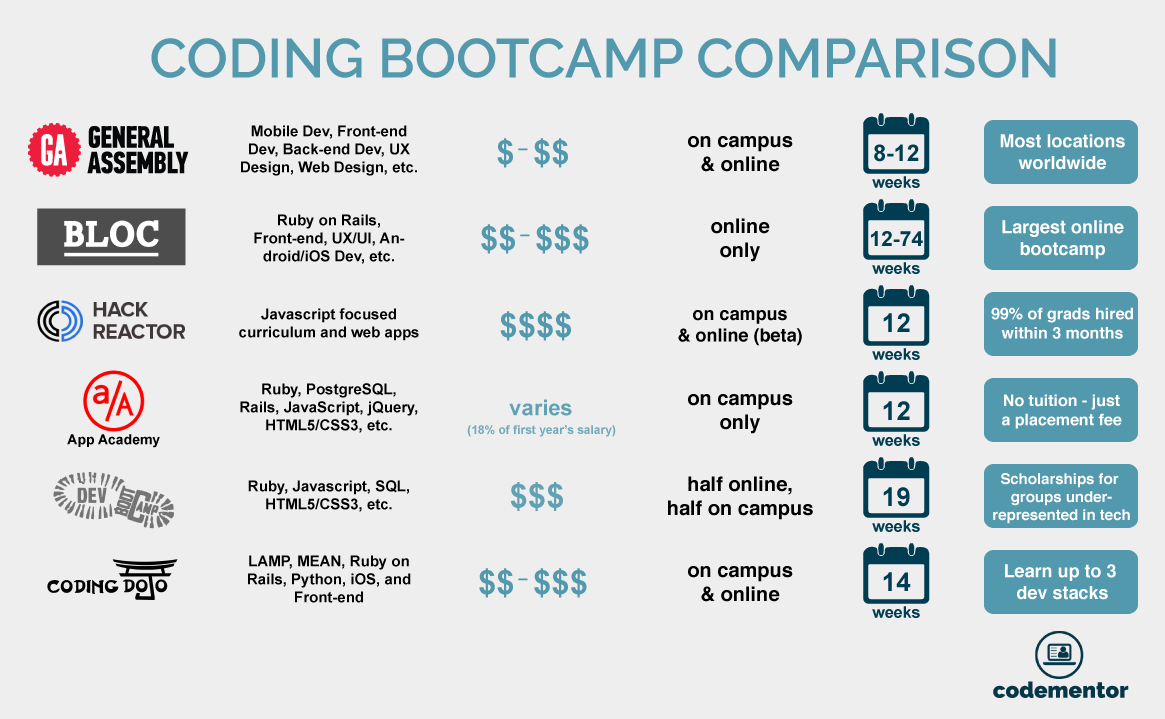 CODING BOOTCAMP COMPARISON
GA
GENERAL
ASSEMBLY
Mobile Dev, Front-end
Dev, Back-end Dev, UX
Design, Web Design, etc.
$ - $$
on campus
& online
8-12
weeks
Most locations
worldwide
BLOC
Ruby on Rails,
Front-end, UX/UI, An-
droid/iOS Dev, etc.
$$ - $$$
online
only
12-74
weeks
Largest online
bootcamp
HACK
REACTOR
Javascript focused
curriculum and web apps
$$$$
on campus
& online (beta)
12
weeks
99% of grads hired
within 3 months
a/A
App Academy
Ruby, PostgreSQL,
Rails, JavaScript, jQuery,
HTML5/CSS3, etc.
varies
(18% of first year's salary)
on campus
only
12
weeks
No tuition - just
a placement fee
DEV
BOOT
CAMP
Ruby, Javascript, SQL,
HTML5/CSS3, etc.
$$$
half online,
half on campus
19
weeks
Scholarships for
groups under-
represented in tech
CODING DOJO
LAMP, MEAN, Ruby on
Rails, Python, iOS, and
Front-end
$$ - $$$
on campus
& online
14
weeks
Learn up to 3
dev stacks
codementor